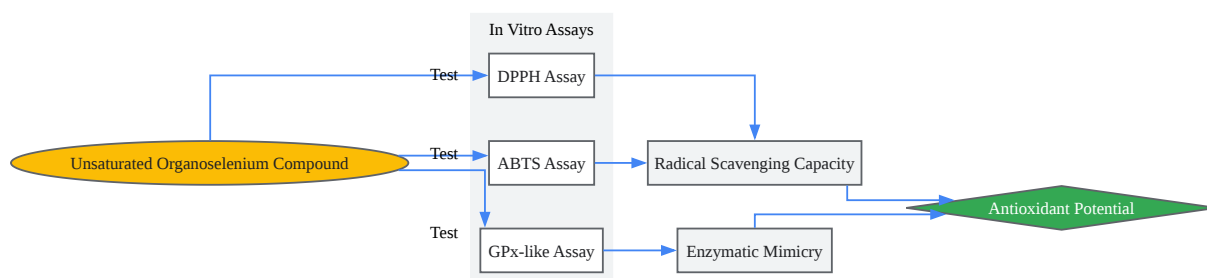 In Vitro Assays
Test
DPPH Assay
Unsaturated Organoselenium Compound
Test
ABTS Assay
Radical Scavenging Capacity
Antioxidant Potential
Test
GPx-like Assay
Enzymatic Mimicry